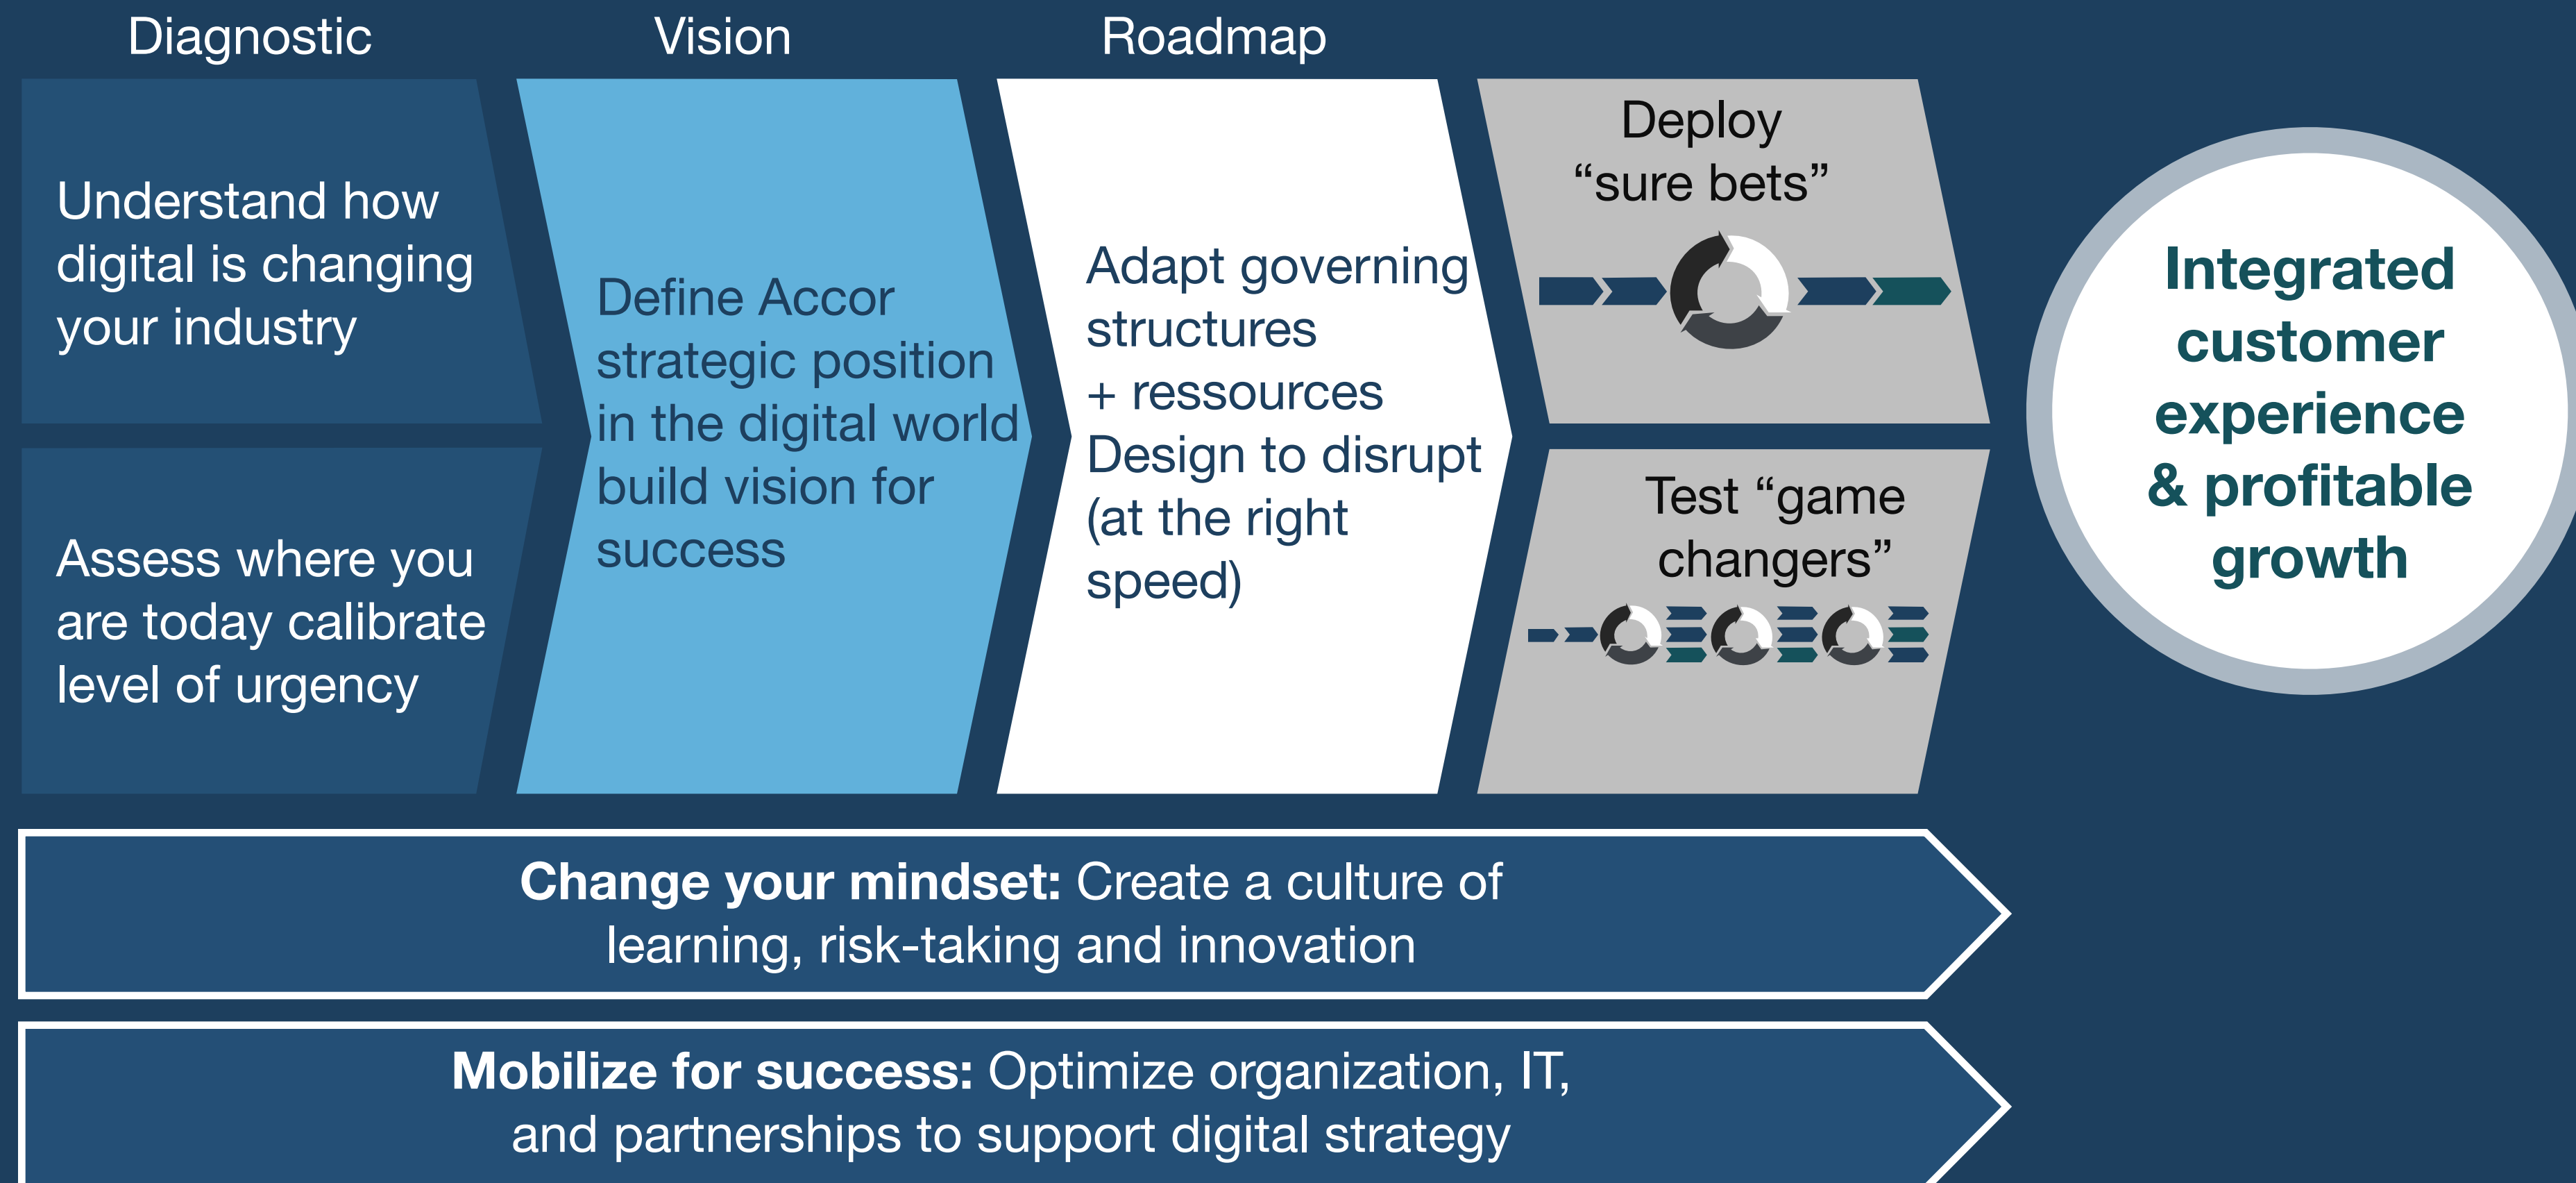 Diagnostic
Vision
Roadmap
Understand how
digital is changing
your industry
Assess where you
are today calibrate
level of urgency
Define Accor
strategic position
in the digital world
build vision for
success
Adapt governing
structures
+ ressources
Design to disrupt
(at the right
speed)
Deploy
“sure bets”
Test “game
changers”
Integrated
customer
experience
& profitable
growth
Change your mindset: Create a culture of
learning, risk-taking and innovation
Mobilize for success: Optimize organization, IT,
and partnerships to support digital strategy